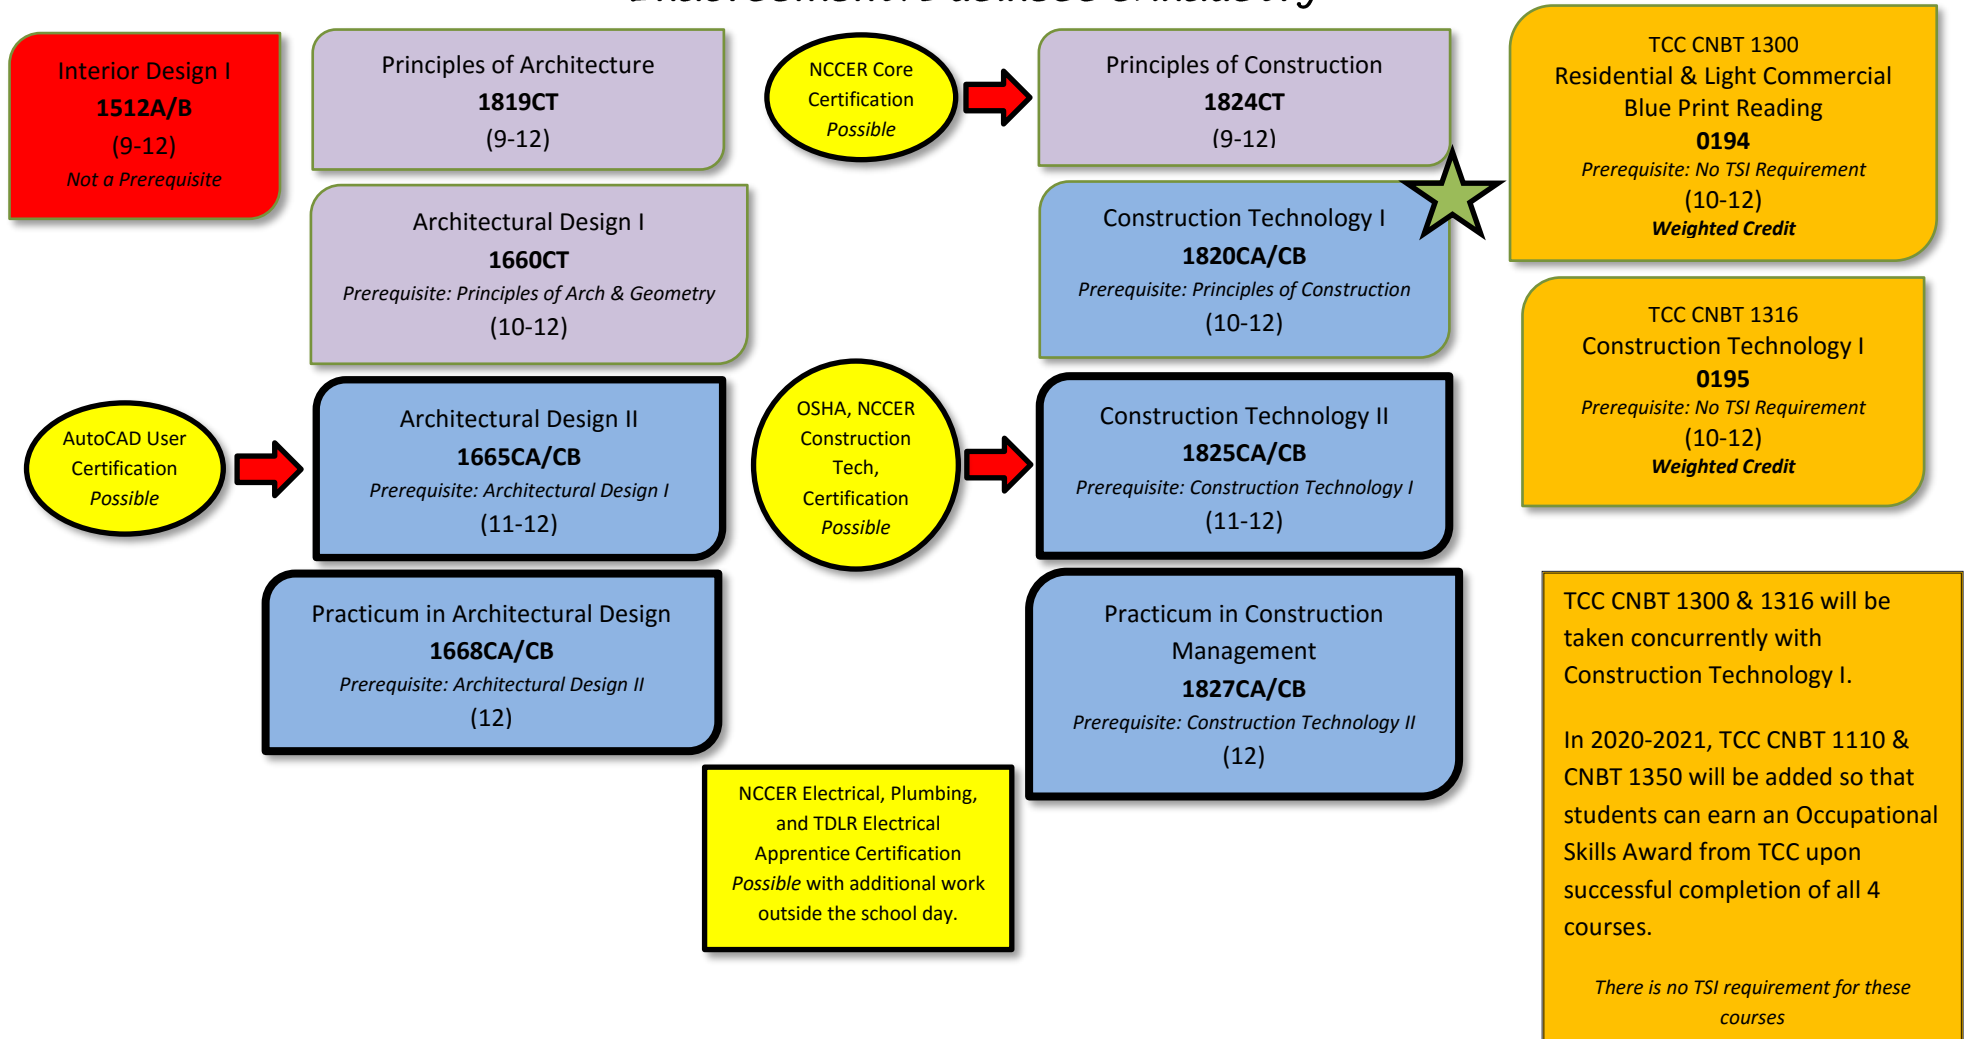 Endorsement: Business & Industry
Interior Design I
1512A/B
(9-12)
Not a Prerequisite
Principles of Architecture
1819CT
(9-12)
Architectural Design I
1660CT
Prerequisite: Principles of Arch & Geometry
(10-12)
AutoCAD User
Certification
Possible
Architectural Design II
1665CA/CB
Prerequisite: Architectural Design I
(11-12)
Practicum in Architectural Design
1668CA/CB
Prerequisite: Architectural Design II
(12)
NCCER Core
Certification
Possible
Principles of Construction
1824CT
(9-12)
Construction Technology I
1820CA/CB
Prerequisite: Principles of Construction
(10-12)
OSHA, NCCER
Construction
Tech,
Certification
Possible
Construction Technology II
1825CA/CB
Prerequisite: Construction Technology I
(11-12)
Practicum in Construction
Management
1827CA/CB
Prerequisite: Construction Technology II
(12)
NCCER Electrical, Plumbing,
and TDLR Electrical
Apprentice Certification
Possible with additional work
outside the school day.
TCC CNBT 1300
Residential & Light Commercial
Blue Print Reading
0194
Prerequisite: No TSI Requirement
(10-12)
Weighted Credit
TCC CNBT 1316
Construction Technology I
0195
Prerequisite: No TSI Requirement
(10-12)
Weighted Credit
TCC CNBT 1300 & 1316 will be
taken concurrently with
Construction Technology I.
In 2020-2021, TCC CNBT 1110 &
CNBT 1350 will be added so that
students can earn an Occupational
Skills Award from TCC upon
successful completion of all 4
courses.
There is no TSI requirement for these
courses